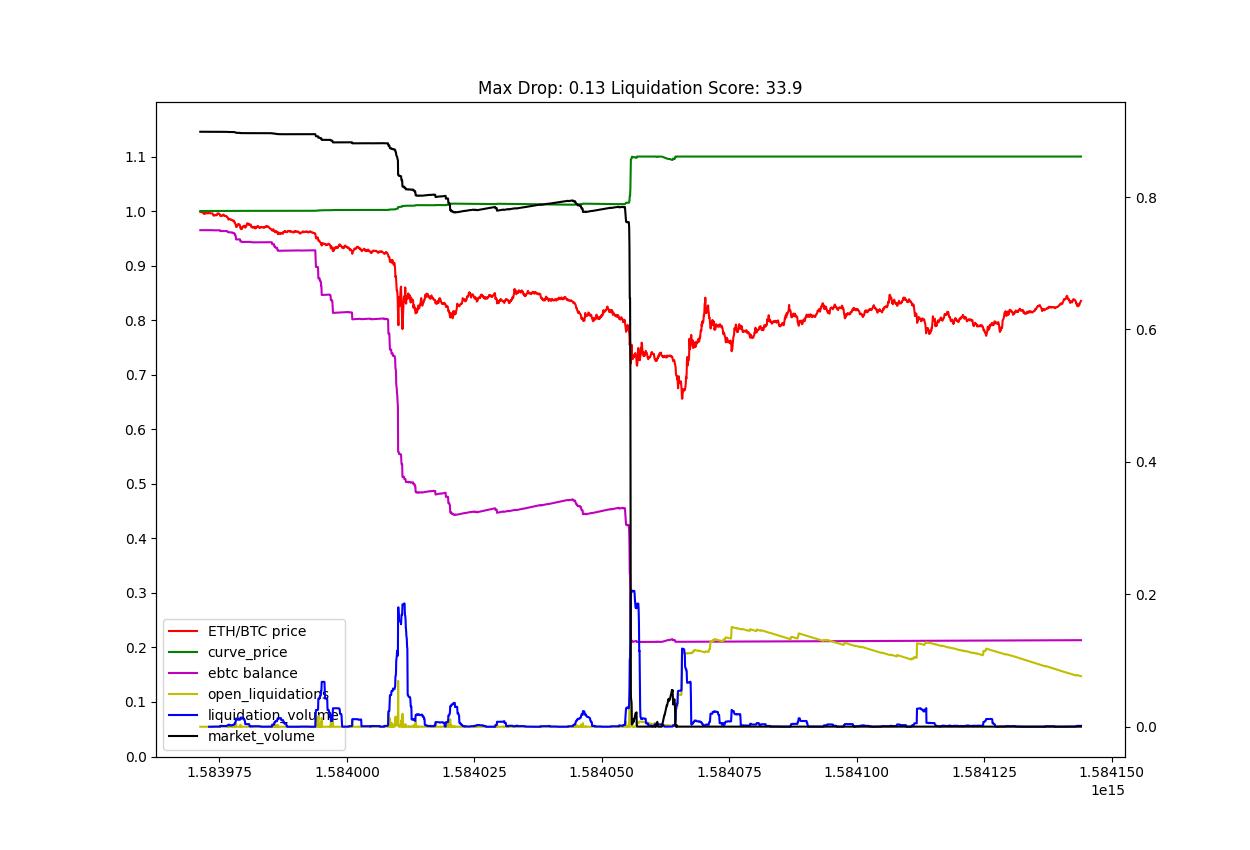 Max Drop: 0.13 Liquidation Score: 33.9
1.1
1.0
0.9
0.8
0.7
0.6
0.5
0.4
0.3
0.2
0.1
0.0
0.8
0.6
0.4
0.2
0.0
ETH/BTC price
curve_price
ebtc balance
open_liquidations
liquidation_volume
market_volume
1.583975 1.584000 1.584025 1.584050 1.584075 1.584100 1.584125 1.584150
1e15